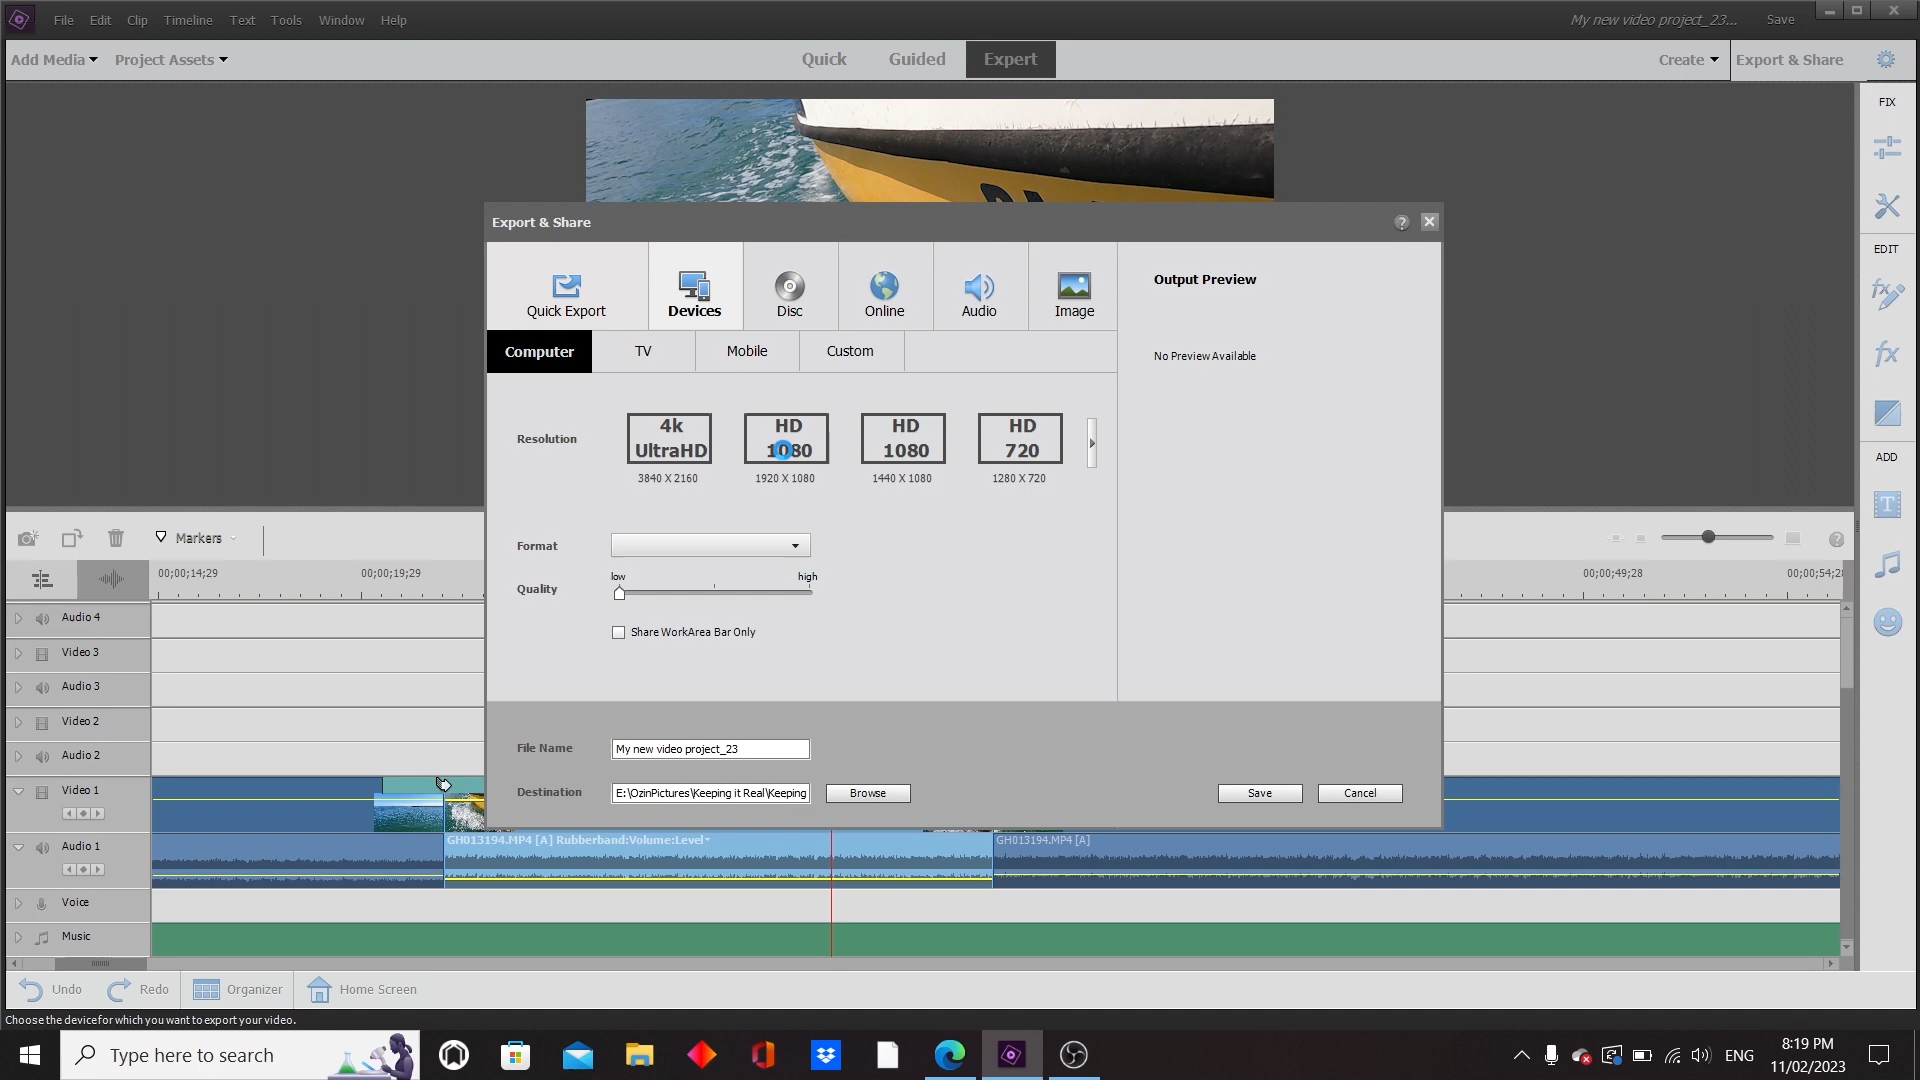 File Edit Clip Timeline Text Tools Window Help My new video project_23... Save
Add Media Project Assets Quick Guided Expert Create Export & Share
FIX
EDIT
ADD
Export & Share
Quick Export Devices Disc Online Audio Image
Output Preview
No Preview Available
Computer TV Mobile Custom
Resolution
4k UltraHD
3840 X 2160
HD 1080
1920 X 1080
HD 1080
1440 X 1080
HD 720
1280 X 720
Format
Quality
low high
Share WorkArea Bar Only
File Name My new video project_23
Destination E:\OzinPictures\Keeping it Real\Keeping Browse Save Cancel
Markers
00;00;14;29 00;00;19;29 00;00;49;28 00;00;54;28
Audio 4
Video 3
Audio 3
Video 2
Audio 2
Video 1
Audio 1
GH013194.MP4 [A] Rubberband:Volume:Level
GH013194.MP4 [A]
Voice
Music
Undo Redo Organizer Home Screen
Choose the device for which you want to export your video.
Type here to search
ENG
8:19 PM
11/02/2023